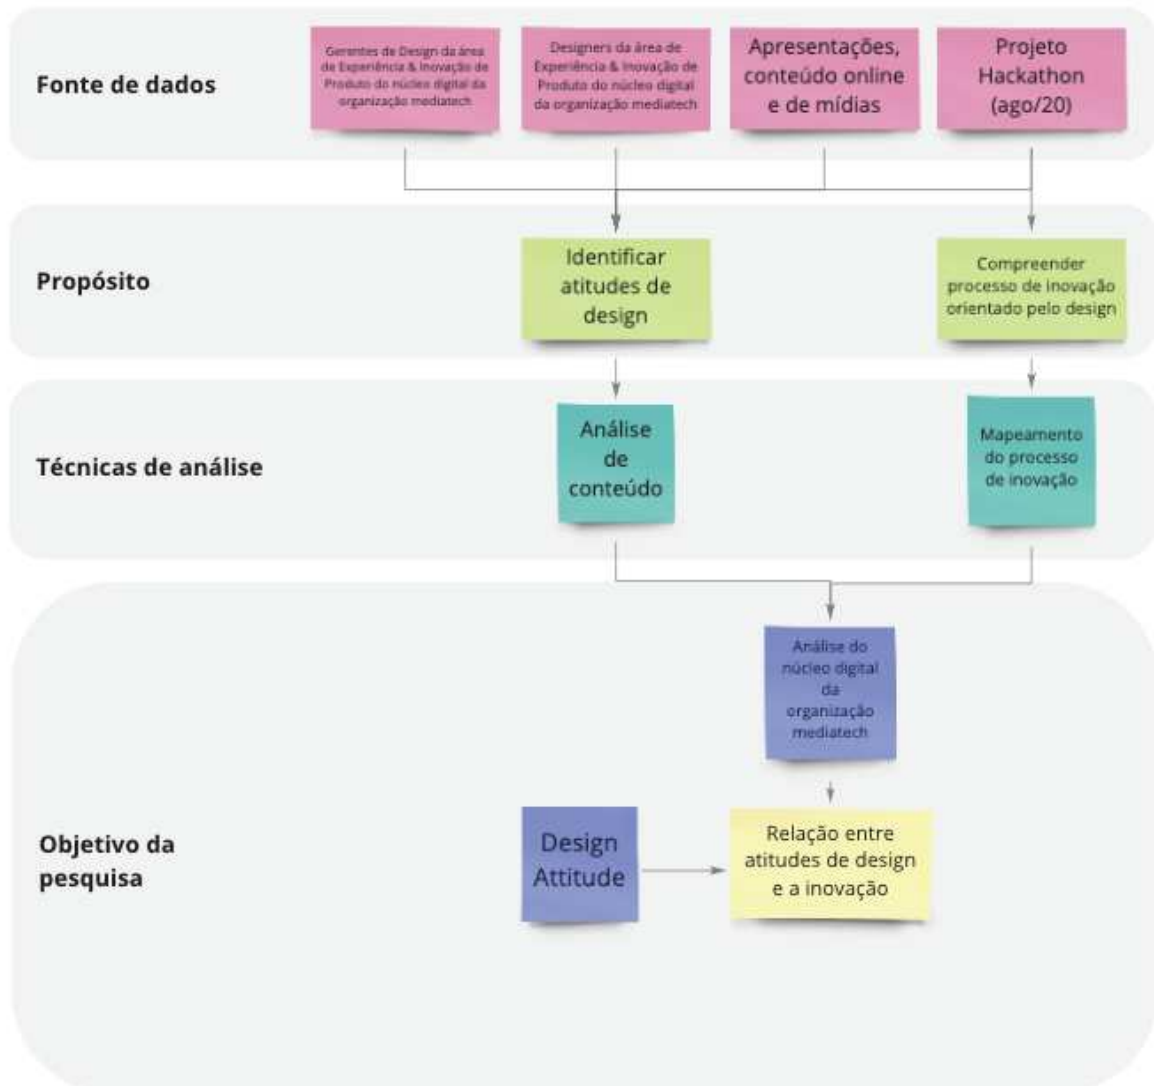 Fonte de dados
Gerentes de Design da área
de Experiência & Inovação de
Produto do núcleo digital da
organização mediatech
Designers da área de
Experiência & Inovação de
Produto do núcleo digital
da organização mediatech
Apresentações,
conteúdo online
e de mídias
Projeto
Hackathon
(ago/20)
Propósito
Identificar
atitudes de
design
Compreender
processo de inovação
orientado pelo design
Técnicas de análise
Análise
de
conteúdo
Mapeamento
do processo
de inovação
Objetivo da
pesquisa
Análise do
núcleo digital
da
organização
mediatech
Design
Attitude
Relação entre
atitudes de design
e a inovação